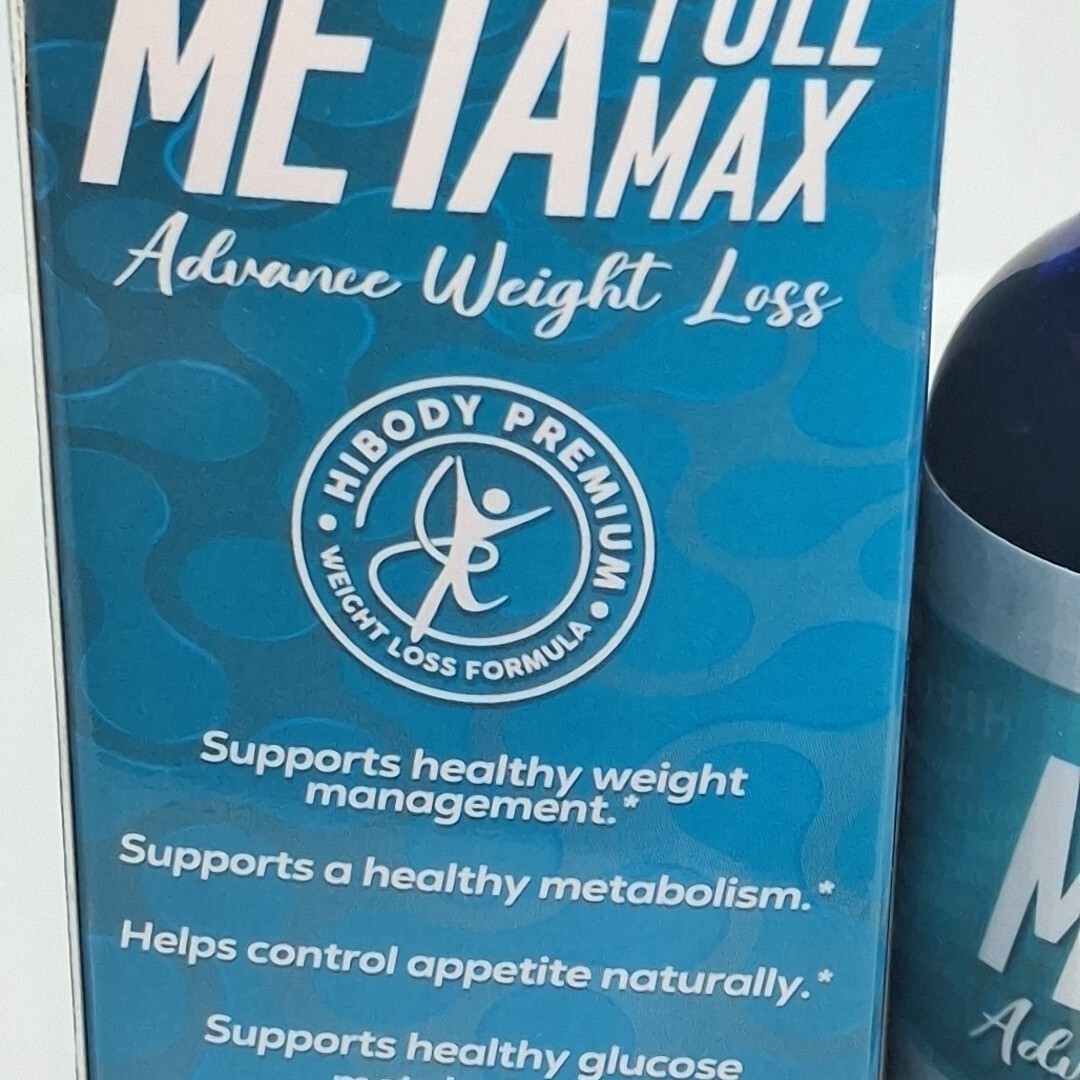 META FULL
MAX
Advance Weight Loss
HIBODY PREMIUM
WEIGHT LOSS FORMULA
Supports healthy weight
management.*
Supports a healthy metabolism.*
Helps control appetite naturally.*
Supports healthy glucose